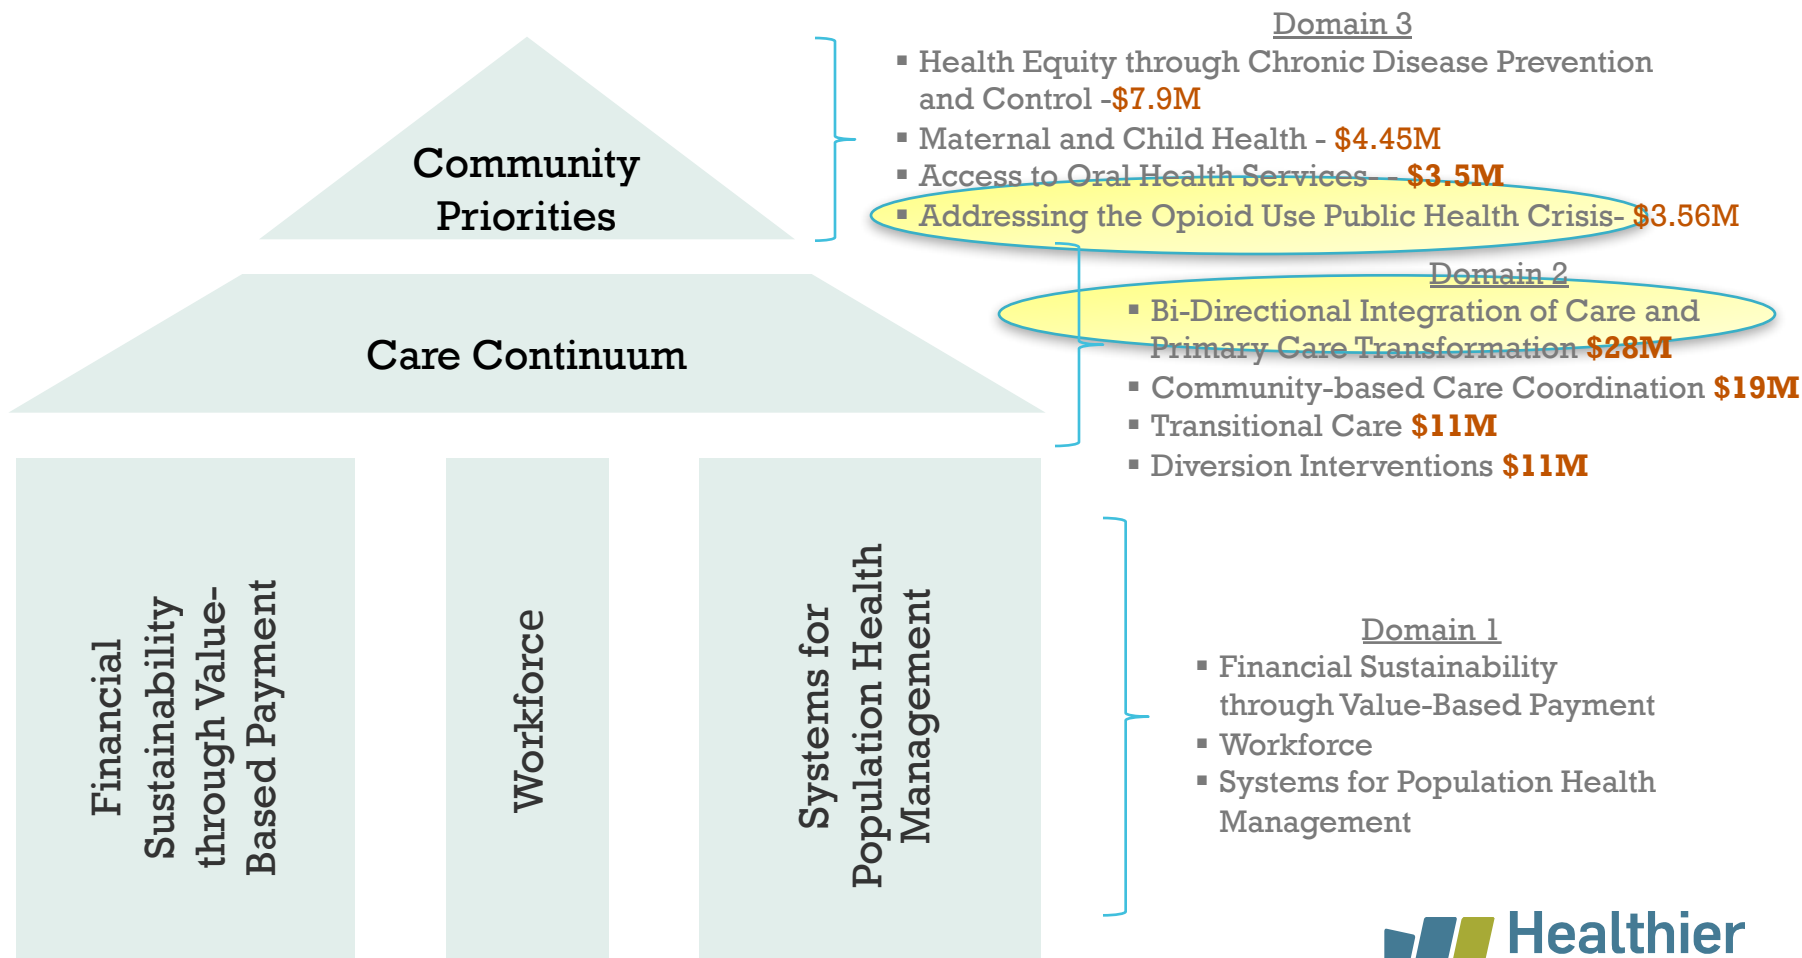 Domain 3
▪ Health Equity through Chronic Disease Prevention
and Control -$7.9M
▪ Maternal and Child Health - $4.45M
▪ Access to Oral Health Services- - $3.5M
▪ Addressing the Opioid Use Public Health Crisis- $3.56M
Community
Priorities
Domain 2
▪ Bi-Directional Integration of Care and
Primary Care Transformation $28M
▪ Community-based Care Coordination $19M
▪ Transitional Care $11M
▪ Diversion Interventions $11M
Care Continuum
Financial
Sustainability
through Value-
Based Payment
Workforce
Systems for
Population Health
Management
Domain 1
▪ Financial Sustainability
through Value-Based Payment
▪ Workforce
▪ Systems for Population Health
Management
Healthier